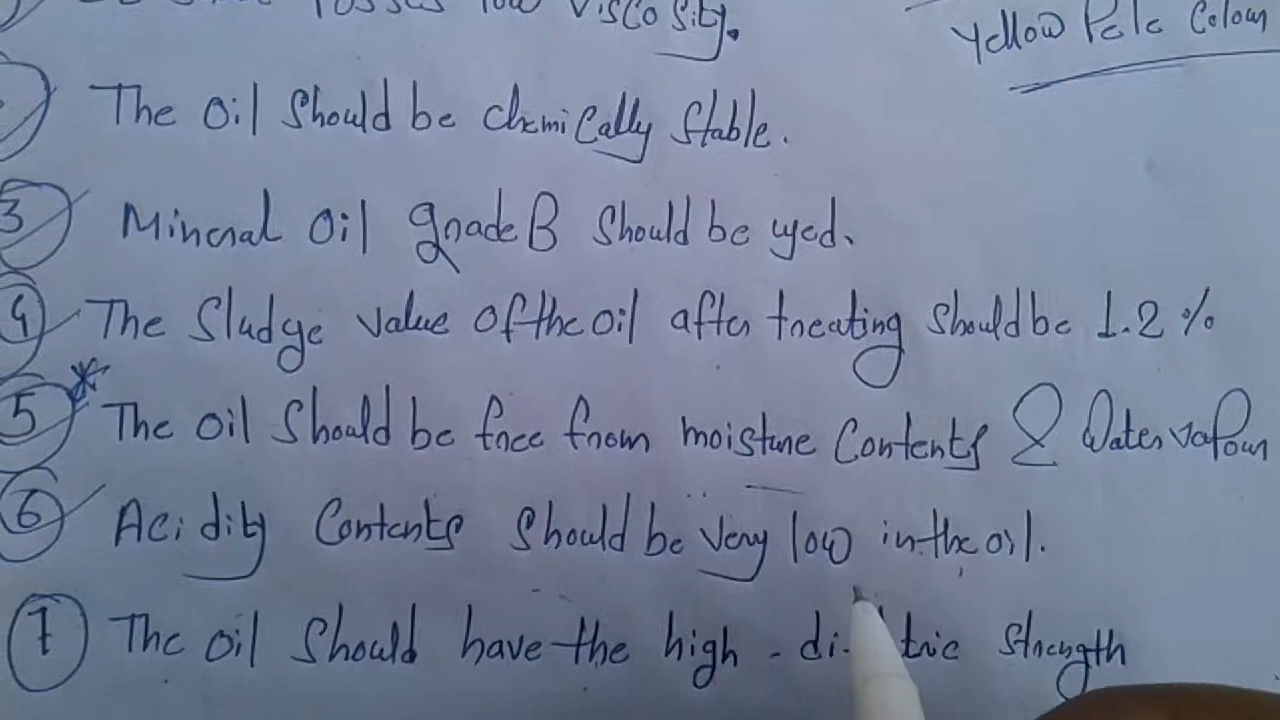 losses low viscosity.
Yellow Pale Colour
The oil should be chemically stable.
3 Mineral oil grade B should be used.
4 The sludge value of the oil after treating should be 1.2 %
5 * The oil should be free from moisture contents & water vapour
6 Acidity contents should be very low in the oil.
7 The oil should have the high - strength